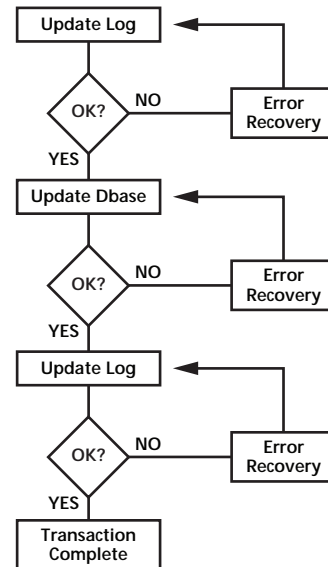 Update Log
OK?
NO
Error
Recovery
YES
Update Dbase
OK?
NO
Error
Recovery
YES
Update Log
OK?
NO
Error
Recovery
YES
Transaction
Complete